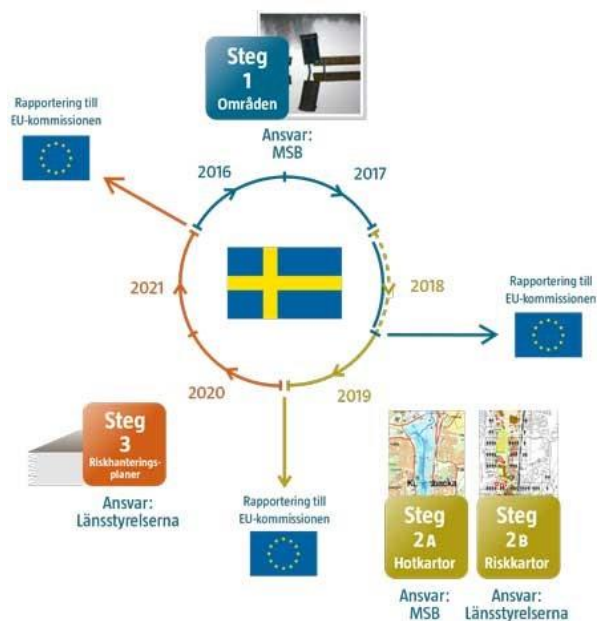 Steg
1
Områden
Ansvar:
MSB
Rapportering till
EU-kommissionen
2016
2017
2021
2018
Rapportering till
EU-kommissionen
2020
2019
Steg
3
Riskhanterings-
planer
Ansvar:
Länsstyrelserna
Rapportering till
EU-kommissionen
Steg
2A
Hotkartor
Ansvar:
MSB
Steg
2B
Riskkartor
Ansvar:
Länsstyrelserna